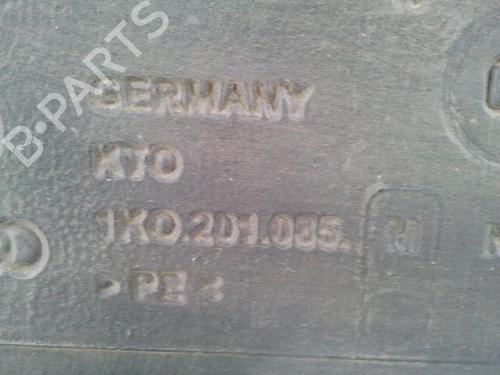 B-PARTS
GERMANY
KTO
1K0.201.085. M
>PE<